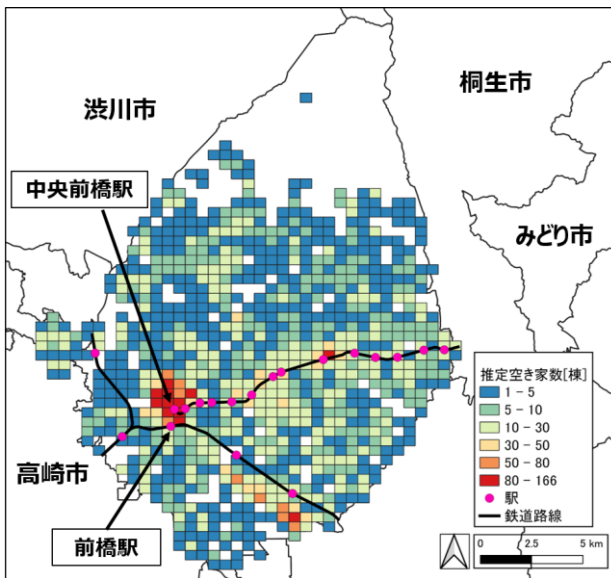 桐生市
渋川市
中央前橋駅
みどり市
推定空き家数[棟]
1 – 5
5 – 10
10 – 30
30 – 50
50 – 80
80 – 166
駅
鉄道路線
高崎市
前橋駅
0 2.5 5 km